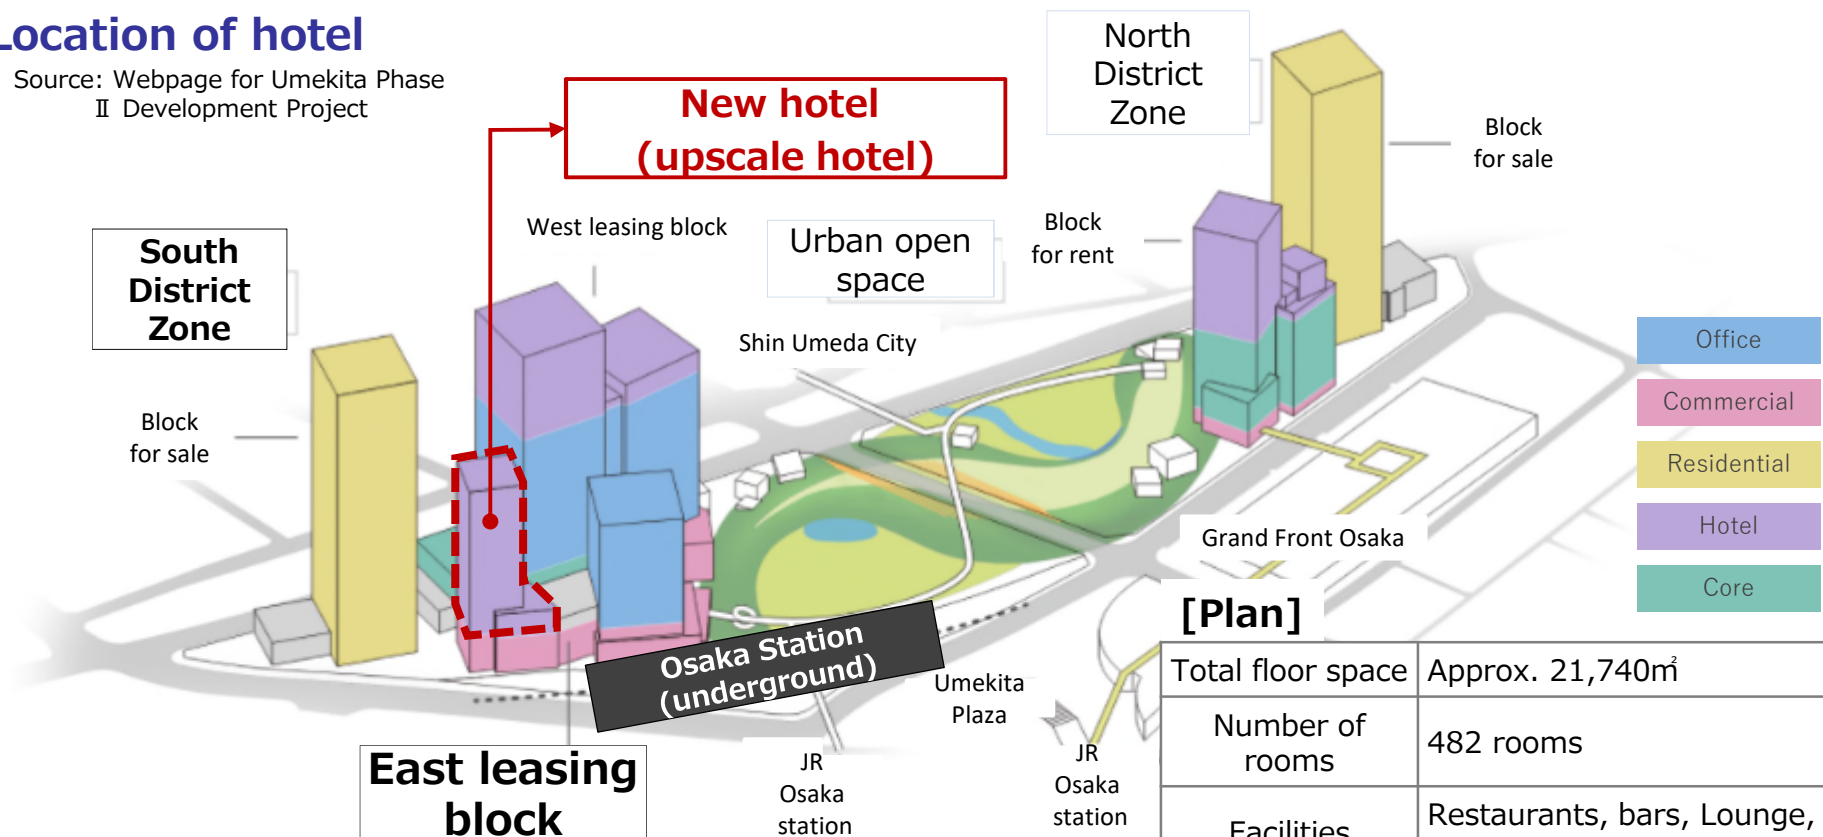 Location of hotel
Source: Webpage for Umekita Phase
Ⅱ Development Project
New hotel
(upscale hotel)
North
District
Zone
Block
for sale
South
District
Zone
West leasing block
Urban open
space
Block
for rent
Shin Umeda City
Block
for sale
Office
Commercial
Residential
Hotel
Core
Grand Front Osaka
Osaka Station
(underground)
Umekita
Plaza
East leasing
block
JR
Osaka
station
JR
Osaka
station
[Plan]
Total floor space Approx. 21,740㎡
Number of
rooms
482 rooms
Facilities
Restaurants, bars, Lounge,